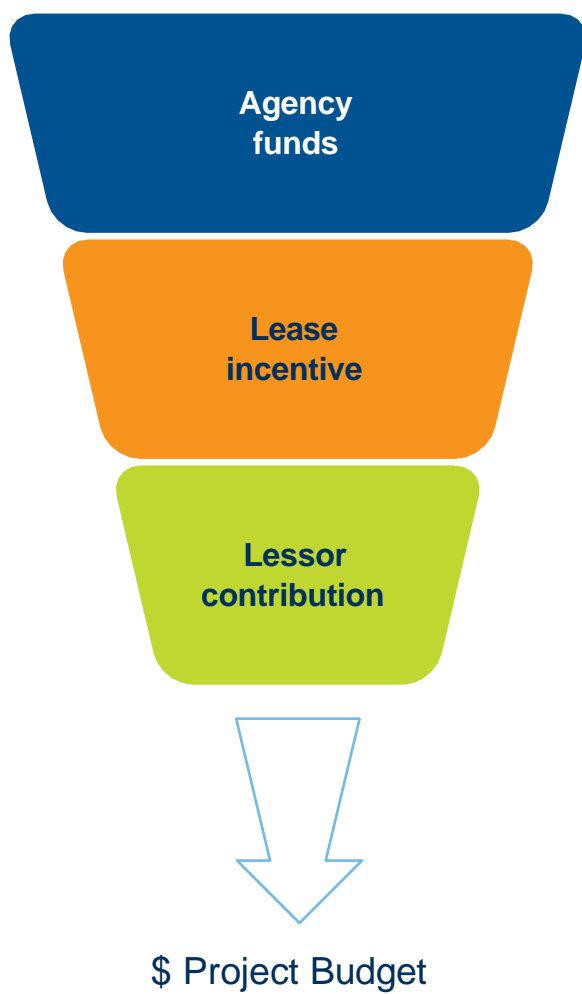 Agency
funds
Lease
incentive
Lessor
contribution
$ Project Budget